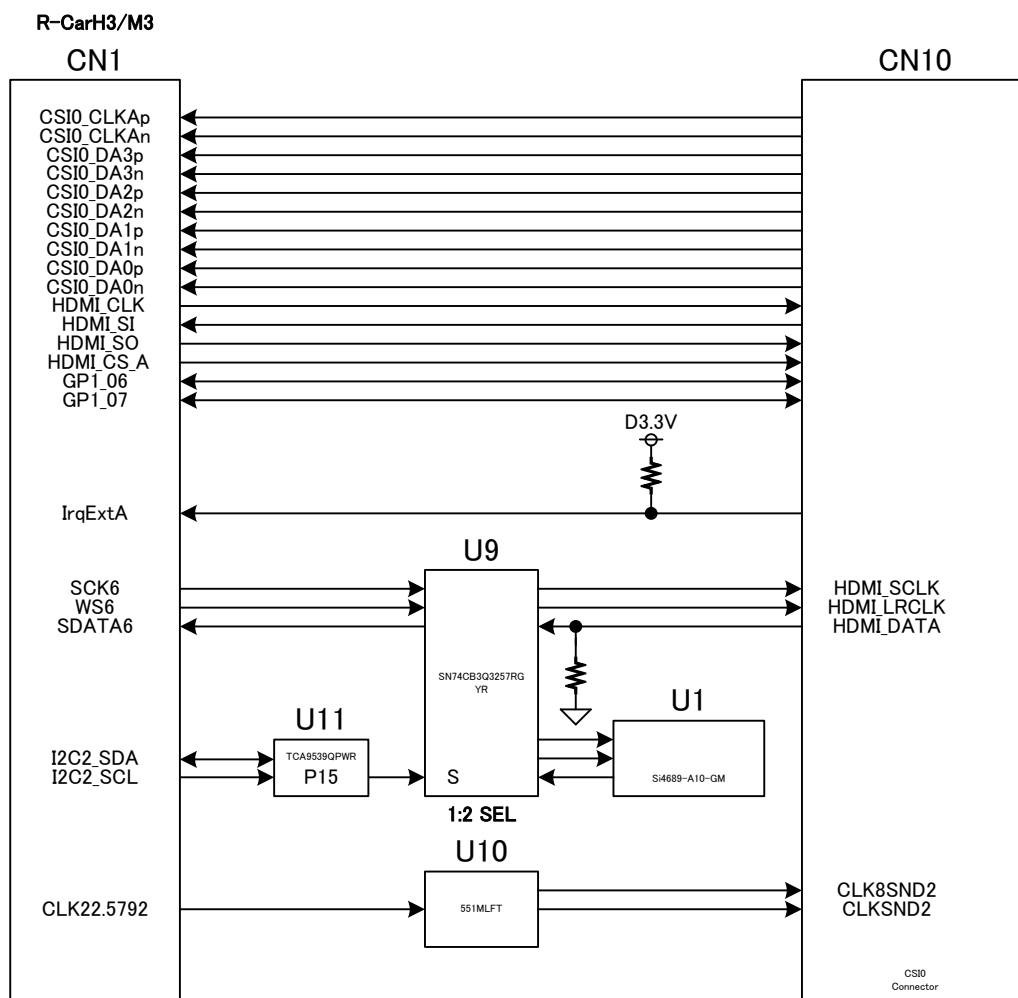 R-CarH3/M3
CN1
CN10
CSI0_CLKAp
CSI0_CLKAn
CSI0_DA3p
CSI0_DA3n
CSI0_DA2p
CSI0_DA2n
CSI0_DA1p
CSI0_DA1n
CSI0_DA0p
CSI0_DA0n
HDMI_CLK
HDMI_SI
HDMI_SO
HDMI_CS_A
GP1_06
GP1_07
D3.3V
IrqExtA
U9
SCK6
HDMI_SCLK
WS6
HDMI_LRCLK
SDATA6
HDMI_DATA
SN74CB3Q3257RG
YR
U11
U1
I2C2_SDA
TCA9539QPWR
I2C2_SCL
P15
S
Si4689-A10-GM
1:2 SEL
U10
CLK22.5792
551MLFT
CLK8SND2
CLKSND2
CSI0
Connector